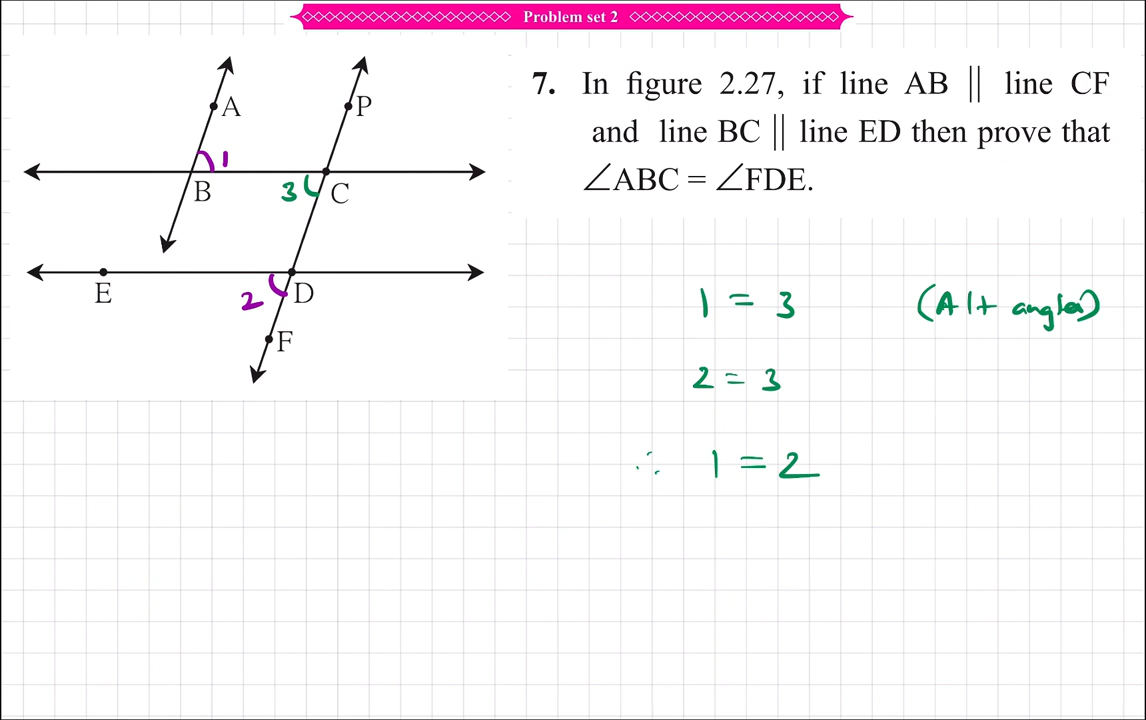 Problem set 2
A
P
1
B
3
C
E
2
D
F
7. In figure 2.27, if line AB || line CF
and line BC || line ED then prove that
∠ABC = ∠FDE.
1 = 3 (Alt angles)
2 = 3
∴ 1 = 2